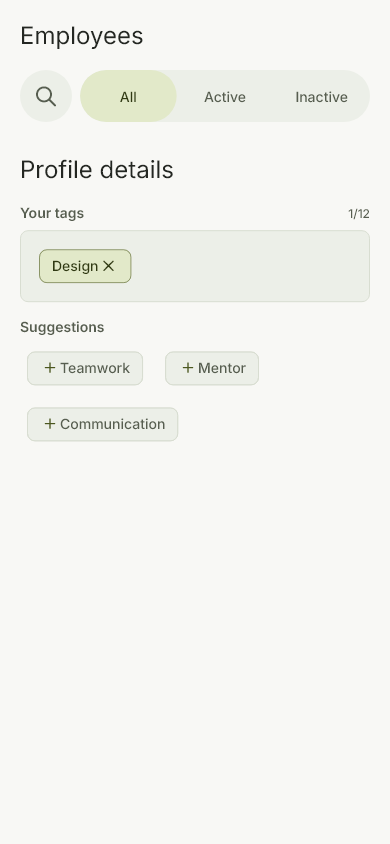 Employees
All Active Inactive
Profile details
Your tags 1/12
Design
Suggestions
Teamwork Mentor
Communication